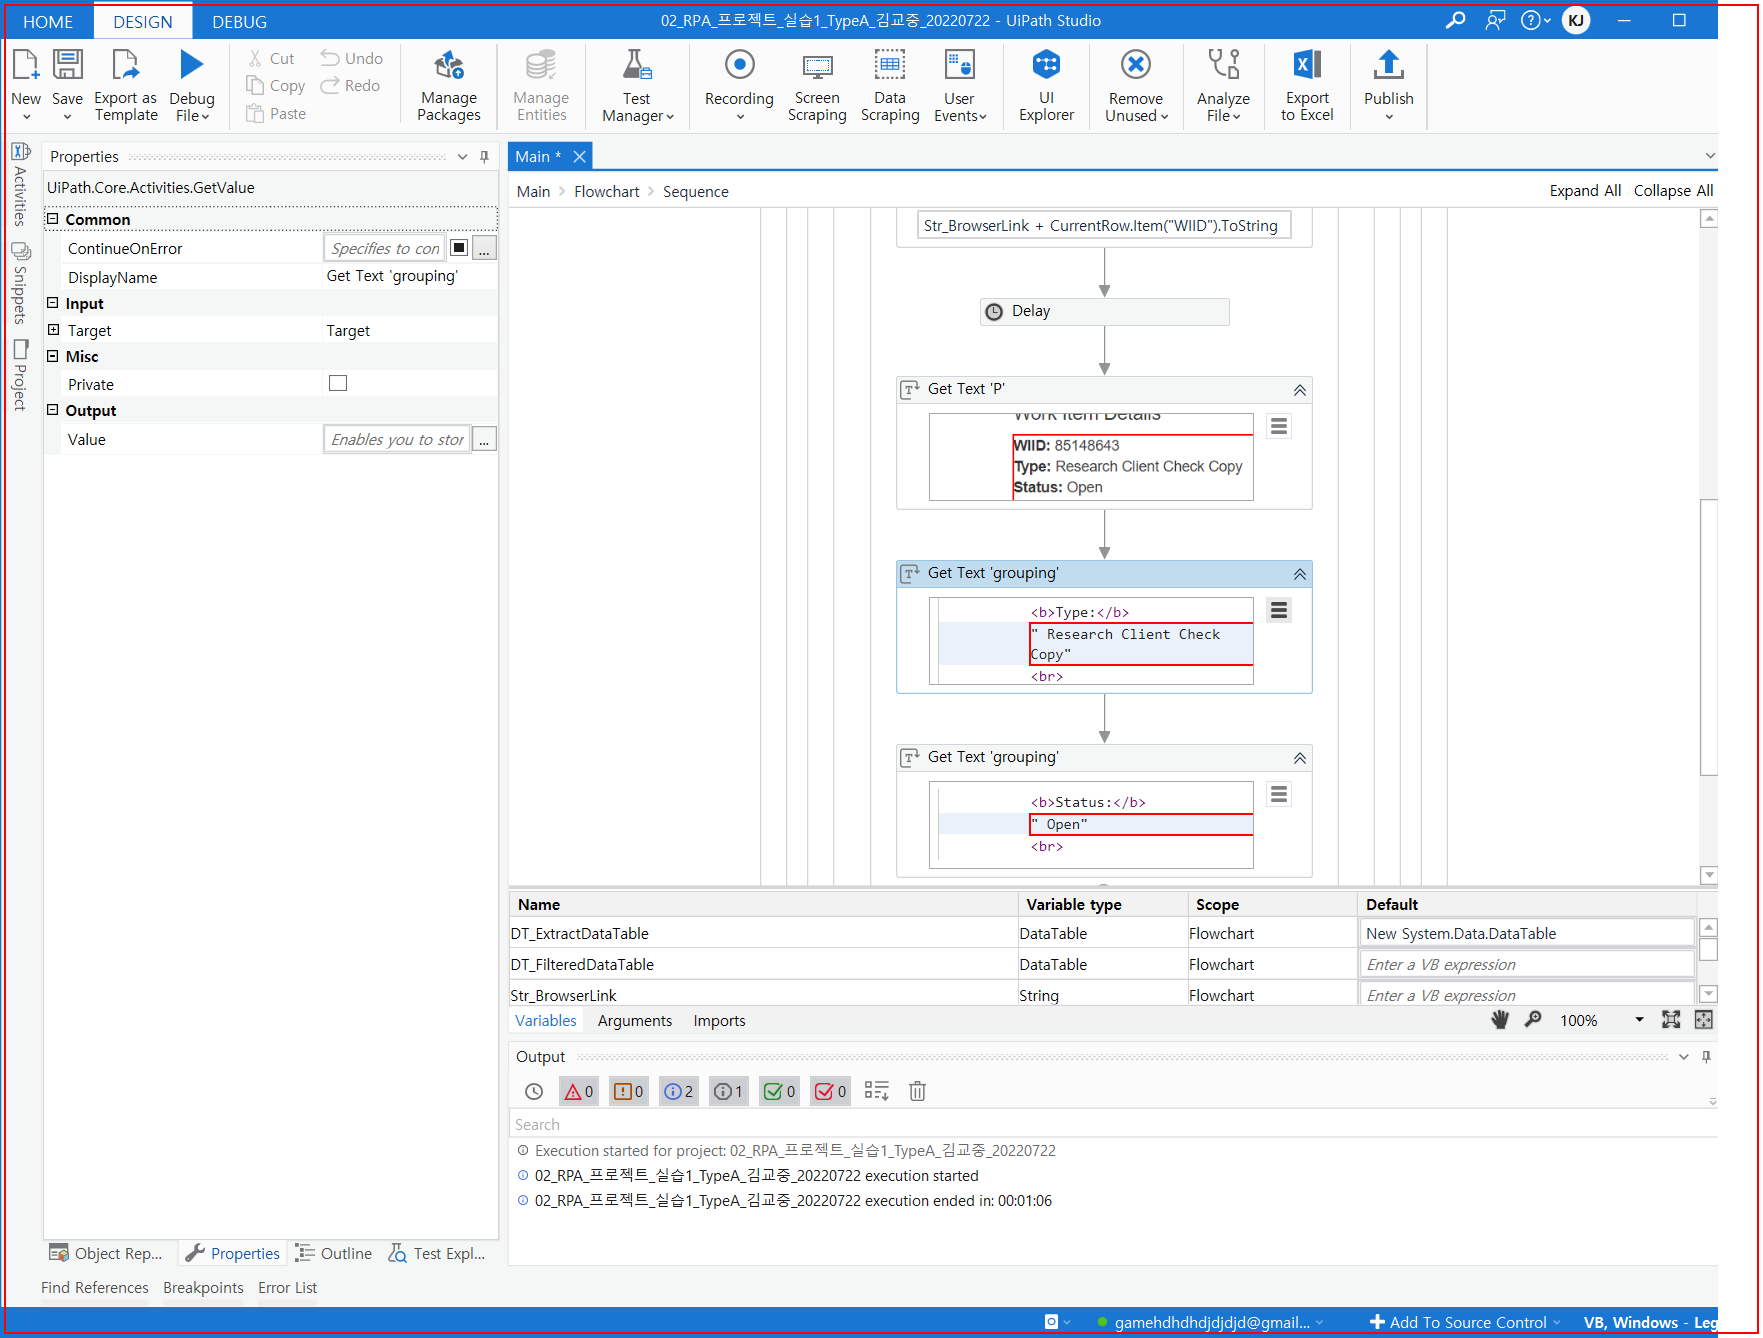 HOME DESIGN DEBUG
02_RPA_프로젝트_실습1_TypeA_김교중_20220722 - UiPath Studio
KJ
New Save Export as Template Debug File
Cut Copy Paste Undo Redo
Manage Packages
Manage Entities
Test Manager
Recording
Screen Scraping
Data Scraping
User Events
UI Explorer
Remove Unused
Analyze File
Export to Excel
Publish
Activities
Snippets
Project
Properties
UiPath.Core.Activities.GetValue
Common
ContinueOnError Specifies to con ...
DisplayName Get Text 'grouping'
Input
Target Target
Misc
Private
Output
Value Enables you to stor ...
Main *
Main > Flowchart > Sequence
Expand All Collapse All
Str_BrowserLink + CurrentRow.Item("WIID").ToString
Delay
Get Text 'P'
Work Item Details
WIID: 85148643
Type: Research Client Check Copy
Status: Open
Get Text 'grouping'
<b>Type:</b>
" Research Client Check
Copy"
<br>
Get Text 'grouping'
<b>Status:</b>
" Open"
<br>
Name Variable type Scope Default
DT_ExtractDataTable DataTable Flowchart New System.Data.DataTable
DT_FilteredDataTable DataTable Flowchart Enter a VB expression
Str_BrowserLink String Flowchart Enter a VB expression
Variables Arguments Imports
100%
Output
0 0 2 1 0 0
Search
Execution started for project: 02_RPA_프로젝트_실습1_TypeA_김교중_20220722
02_RPA_프로젝트_실습1_TypeA_김교중_20220722 execution started
02_RPA_프로젝트_실습1_TypeA_김교중_20220722 execution ended in: 00:01:06
Object Rep... Properties Outline Test Expl...
Find References Breakpoints Error List
gamehdhdhdjdjdjd@gmail... Add To Source Control VB, Windows - Leg